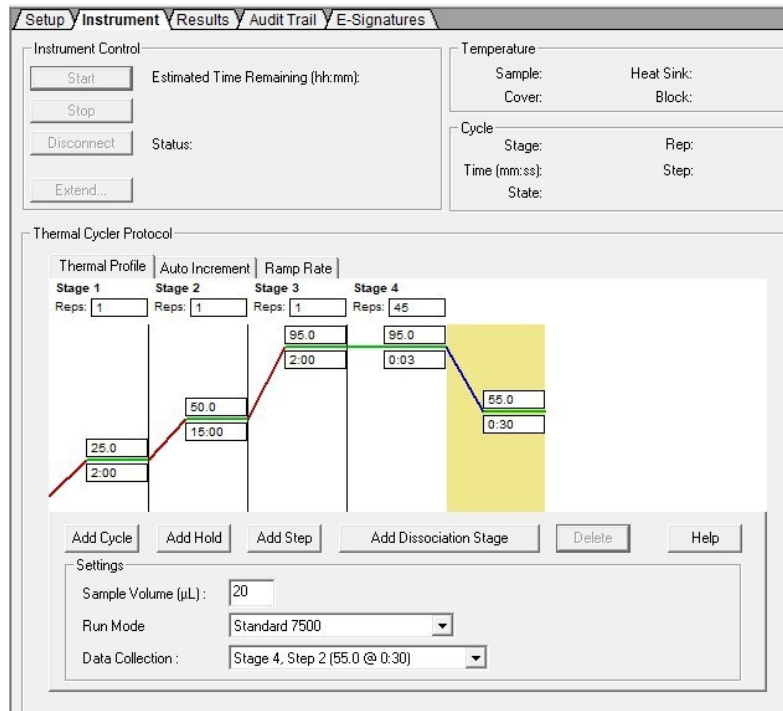 Setup Instrument Results Audit Trail E-Signatures
Instrument Control
Start Estimated Time Remaining (hh:mm):
Stop
Disconnect Status:
Extend...
Temperature
Sample: Heat Sink:
Cover: Block:
Cycle
Stage: Rep:
Time (mm:ss): Step:
State:
Thermal Cycler Protocol
Thermal Profile Auto Increment Ramp Rate
Stage 1 Stage 2 Stage 3 Stage 4
Reps: 1 Reps: 1 Reps: 1 Reps: 45
95.0 95.0
2:00 0:03
50.0 55.0
15:00 0:30
25.0
2:00
Add Cycle Add Hold Add Step Add Dissociation Stage Delete Help
Settings
Sample Volume (µL) : 20
Run Mode Standard 7500
Data Collection : Stage 4, Step 2 (55.0 @ 0:30)